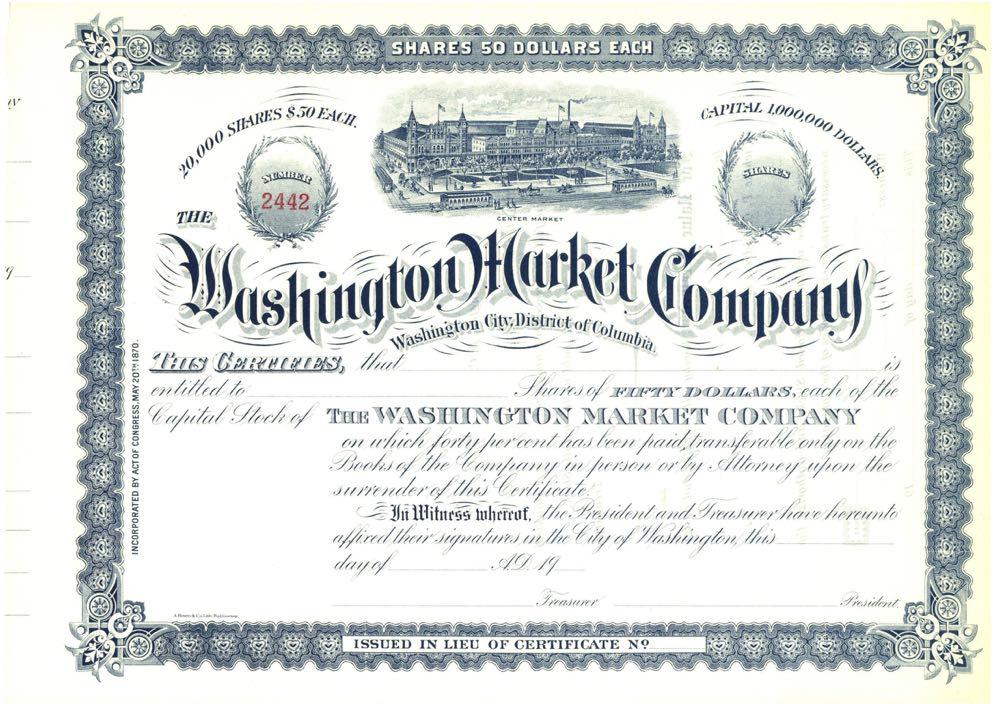 SHARES 50 DOLLARS EACH
20,000 SHARES $50 EACH.
CAPITAL 1,000,000 DOLLARS.
NUMBER
2442
SHARES
CENTER MARKET
THE
Washington Market Company
Washington City, District of Columbia.
THIS CERTIFIES, that is
entitled to Shares of FIFTY DOLLARS, each of the
Capital Stock of THE WASHINGTON MARKET COMPANY
on which forty per cent has been paid, transferable only on the
Books of the Company in person or by Attorney upon the
surrender of this Certificate.
In Witness whereof, the President and Treasurer have hereunto
affixed their signatures in the City of Washington, this
day of A.D. 19
Treasurer President.
INCORPORATED BY ACT OF CONGRESS, MAY 20TH 1870.
A. Hoen & Co. Lith.
ISSUED IN LIEU OF CERTIFICATE NO